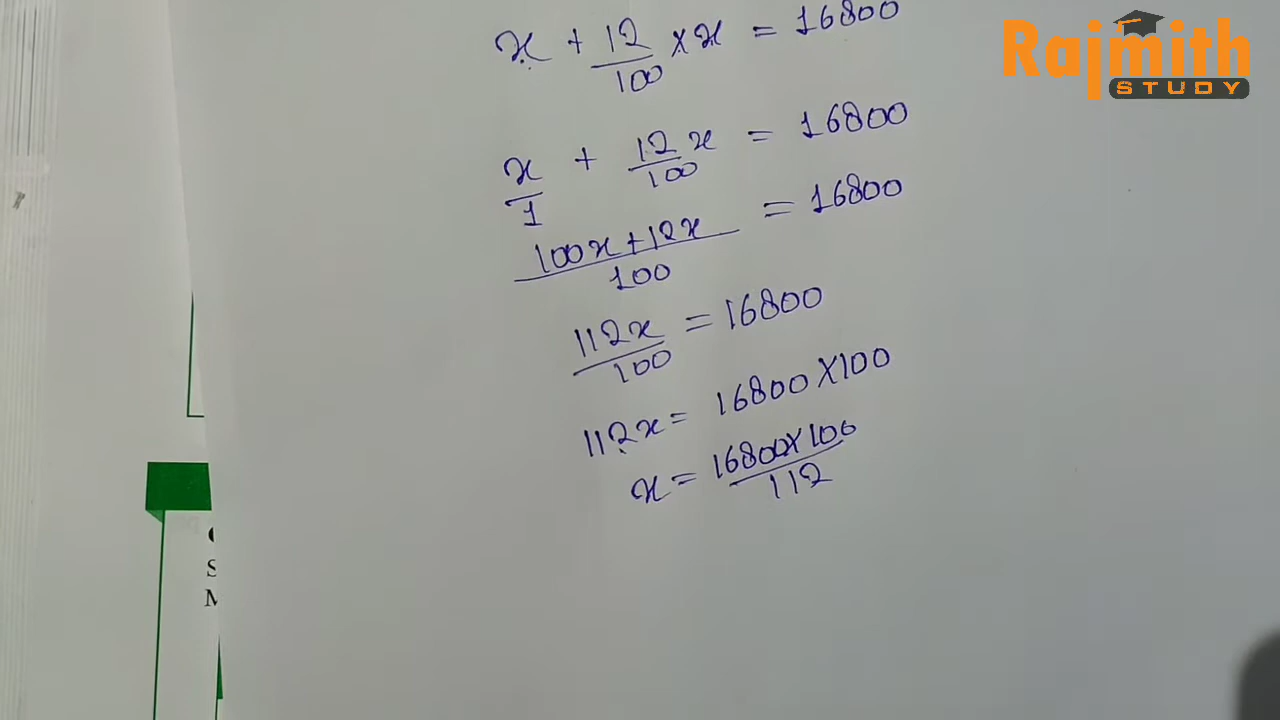 Rajmith
STUDY
x + 12/100 × x = 16800
x/1 + 12x/100 = 16800
100x + 12x/100 = 16800
112x/100 = 16800
112x = 16800 × 100
x = 16800 × 100/112
S
M